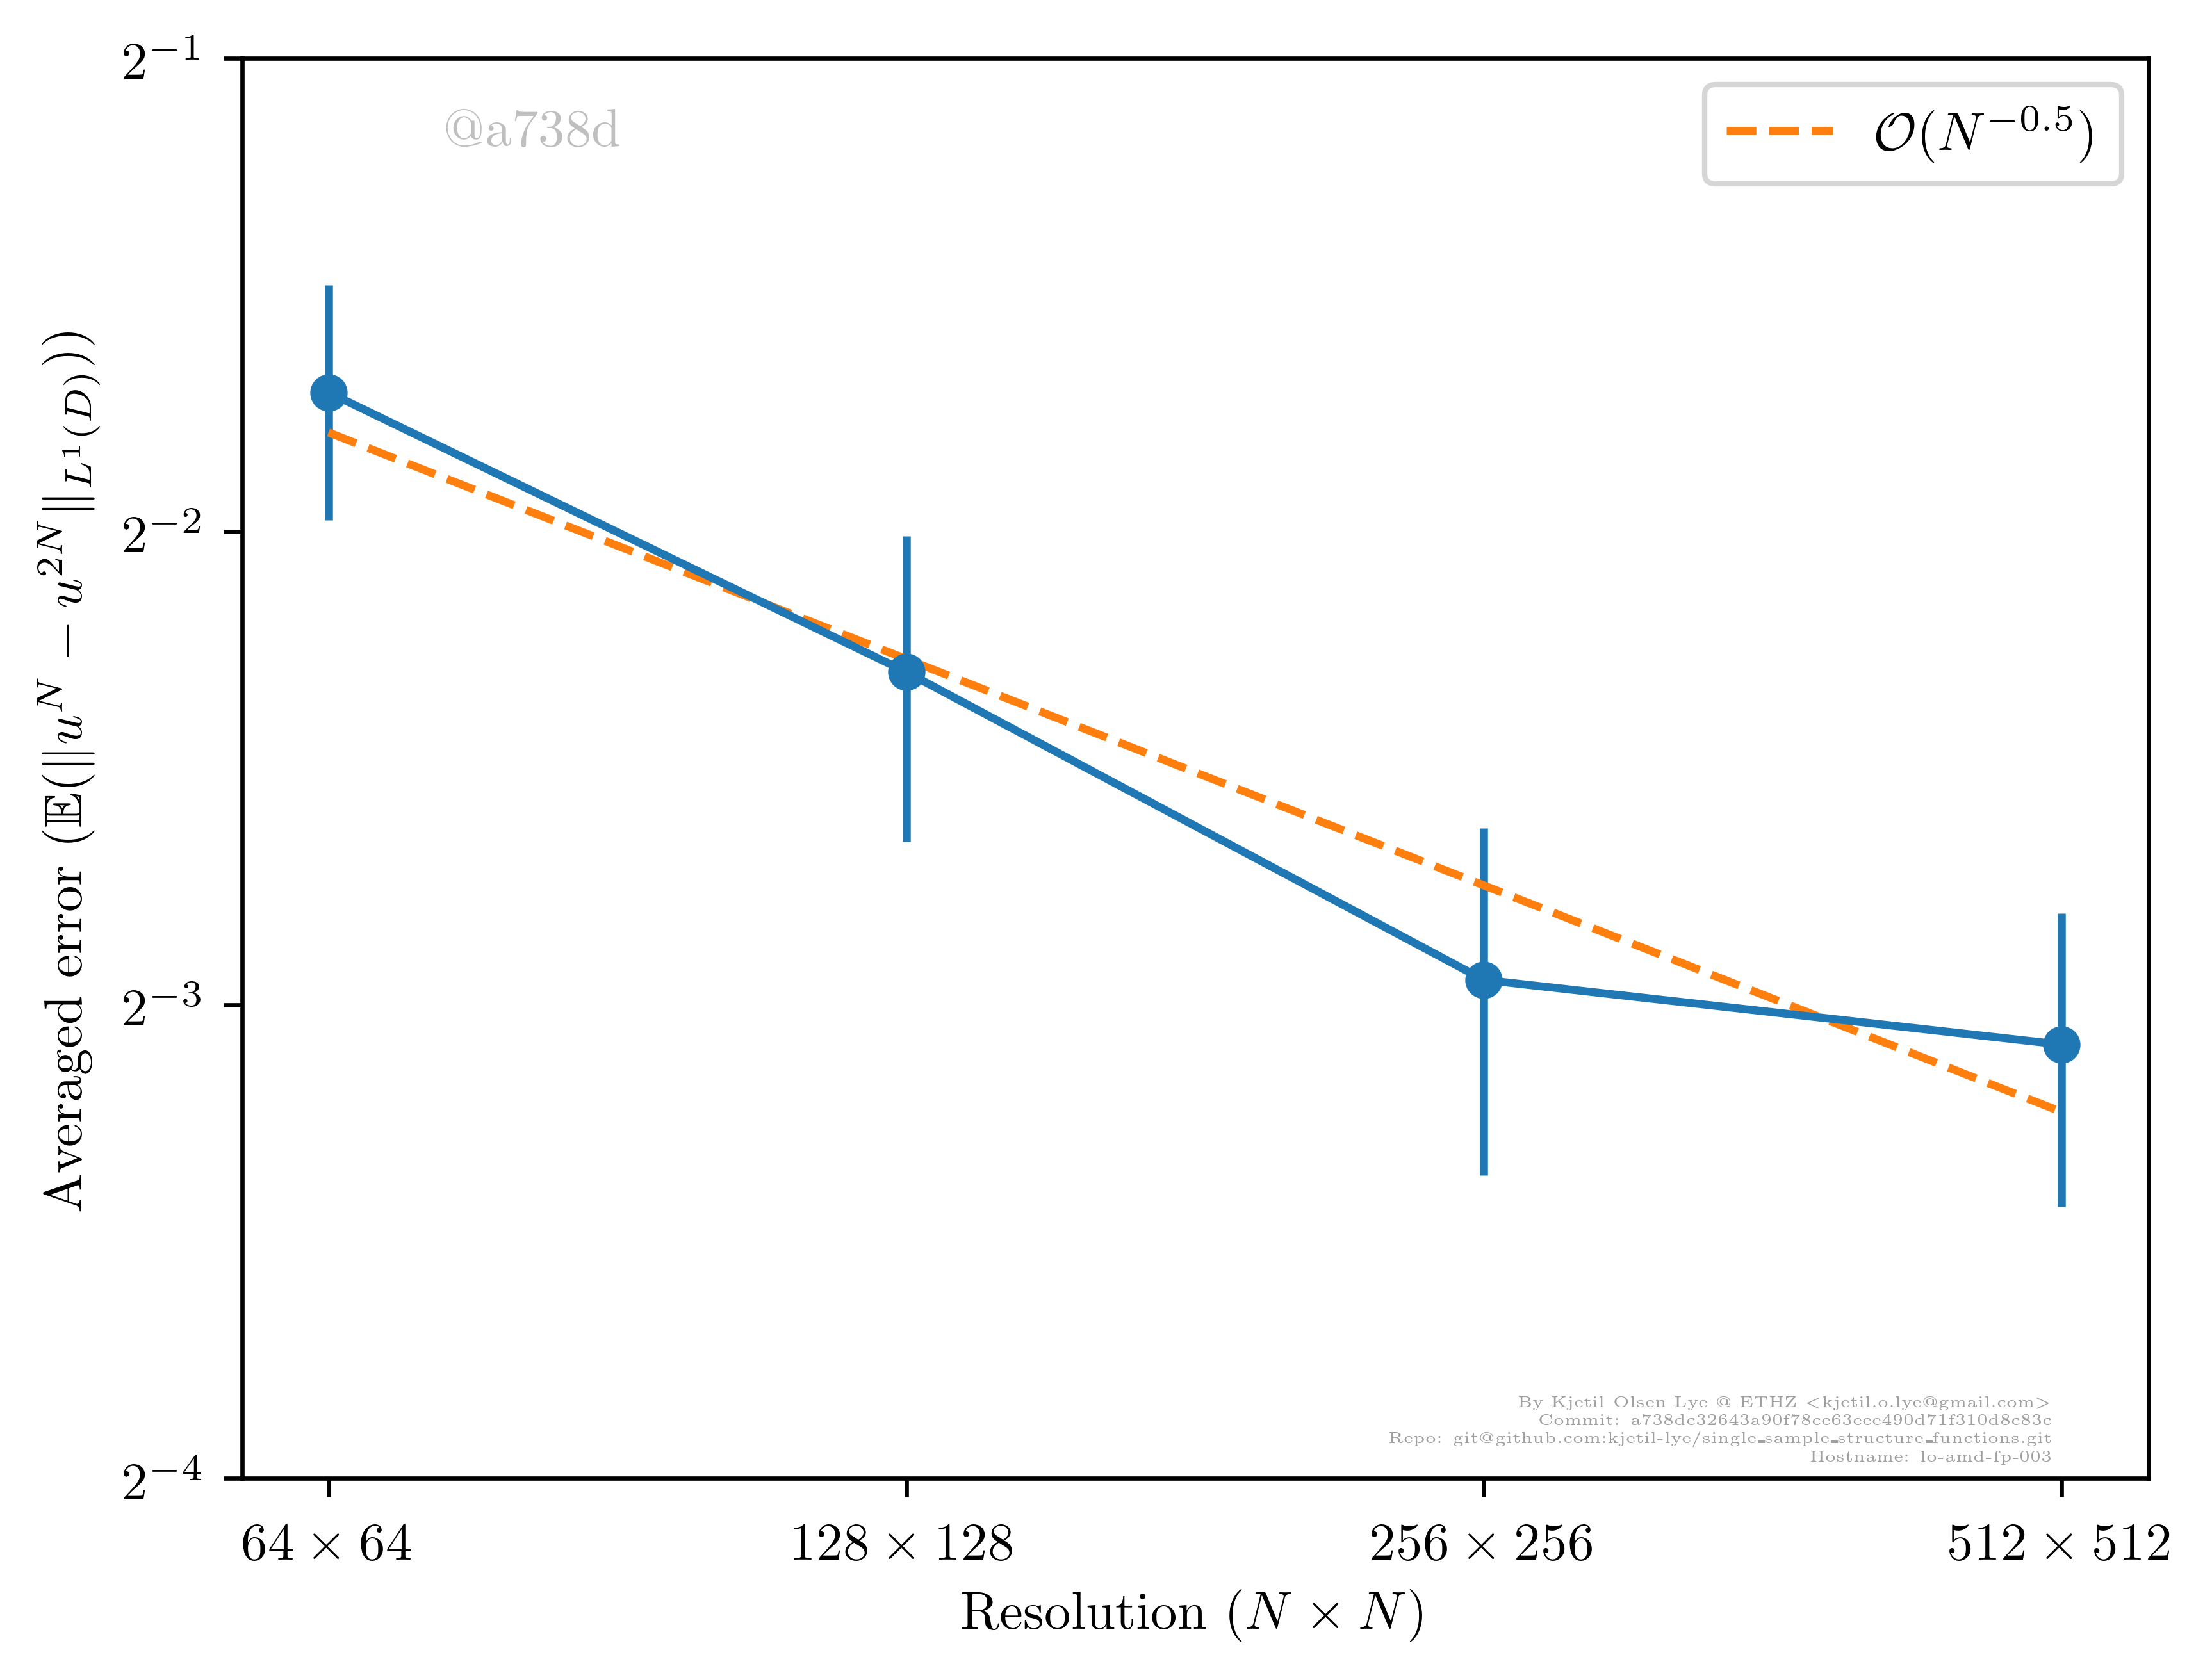 2^{-1}
@a738d
\mathcal{O}(N^{-0.5})
2^{-2}
2^{-3}
2^{-4}
Averaged error (\mathbb{E}(\|u^N - u^{2N}\|_{L^1(D)}))
64 × 64
128 × 128
256 × 256
512 × 512
Resolution (N × N)
By Kjetil Olsen Lye @ ETHZ <kjetil.o.lye@gmail.com>
Commit: a738dc32643a90f78ce63eee490d71f310d8c83c
Repo: git@github.com:kjetil-lye/single_sample_structure_functions.git
Hostname: lo-amd-fp-003